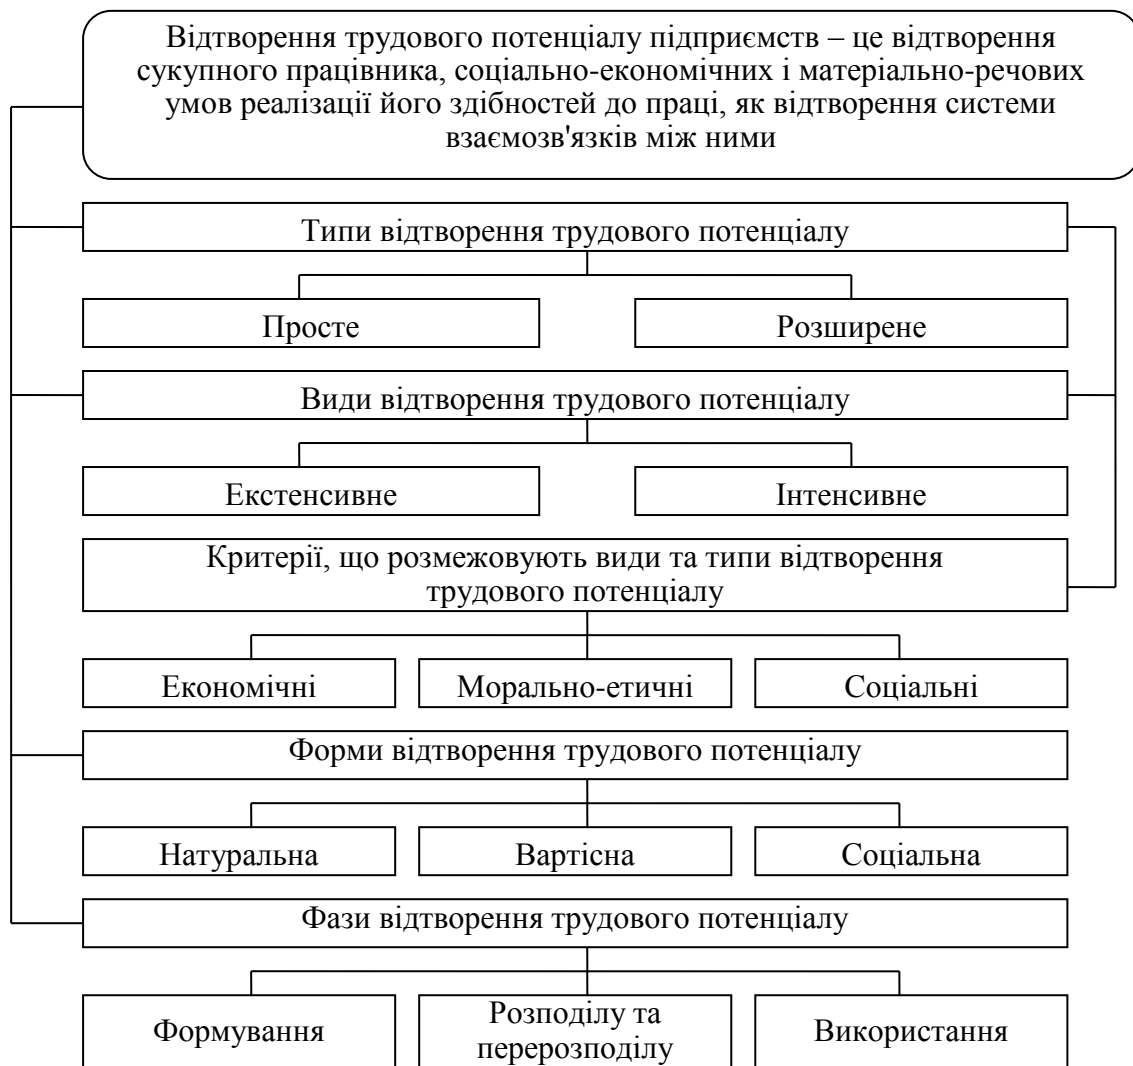 Відтворення трудового потенціалу підприємств – це відтворення
сукупного працівника, соціально-економічних і матеріально-речових
умов реалізації його здібностей до праці, як відтворення системи
взаємозв'язків між ними
Типи відтворення трудового потенціалу
Просте
Розширене
Види відтворення трудового потенціалу
Екстенсивне
Інтенсивне
Критерії, що розмежовують види та типи відтворення
трудового потенціалу
Економічні
Морально-етичні
Соціальні
Форми відтворення трудового потенціалу
Натуральна
Вартісна
Соціальна
Фази відтворення трудового потенціалу
Формування
Розподілу та
перерозподілу
Використання